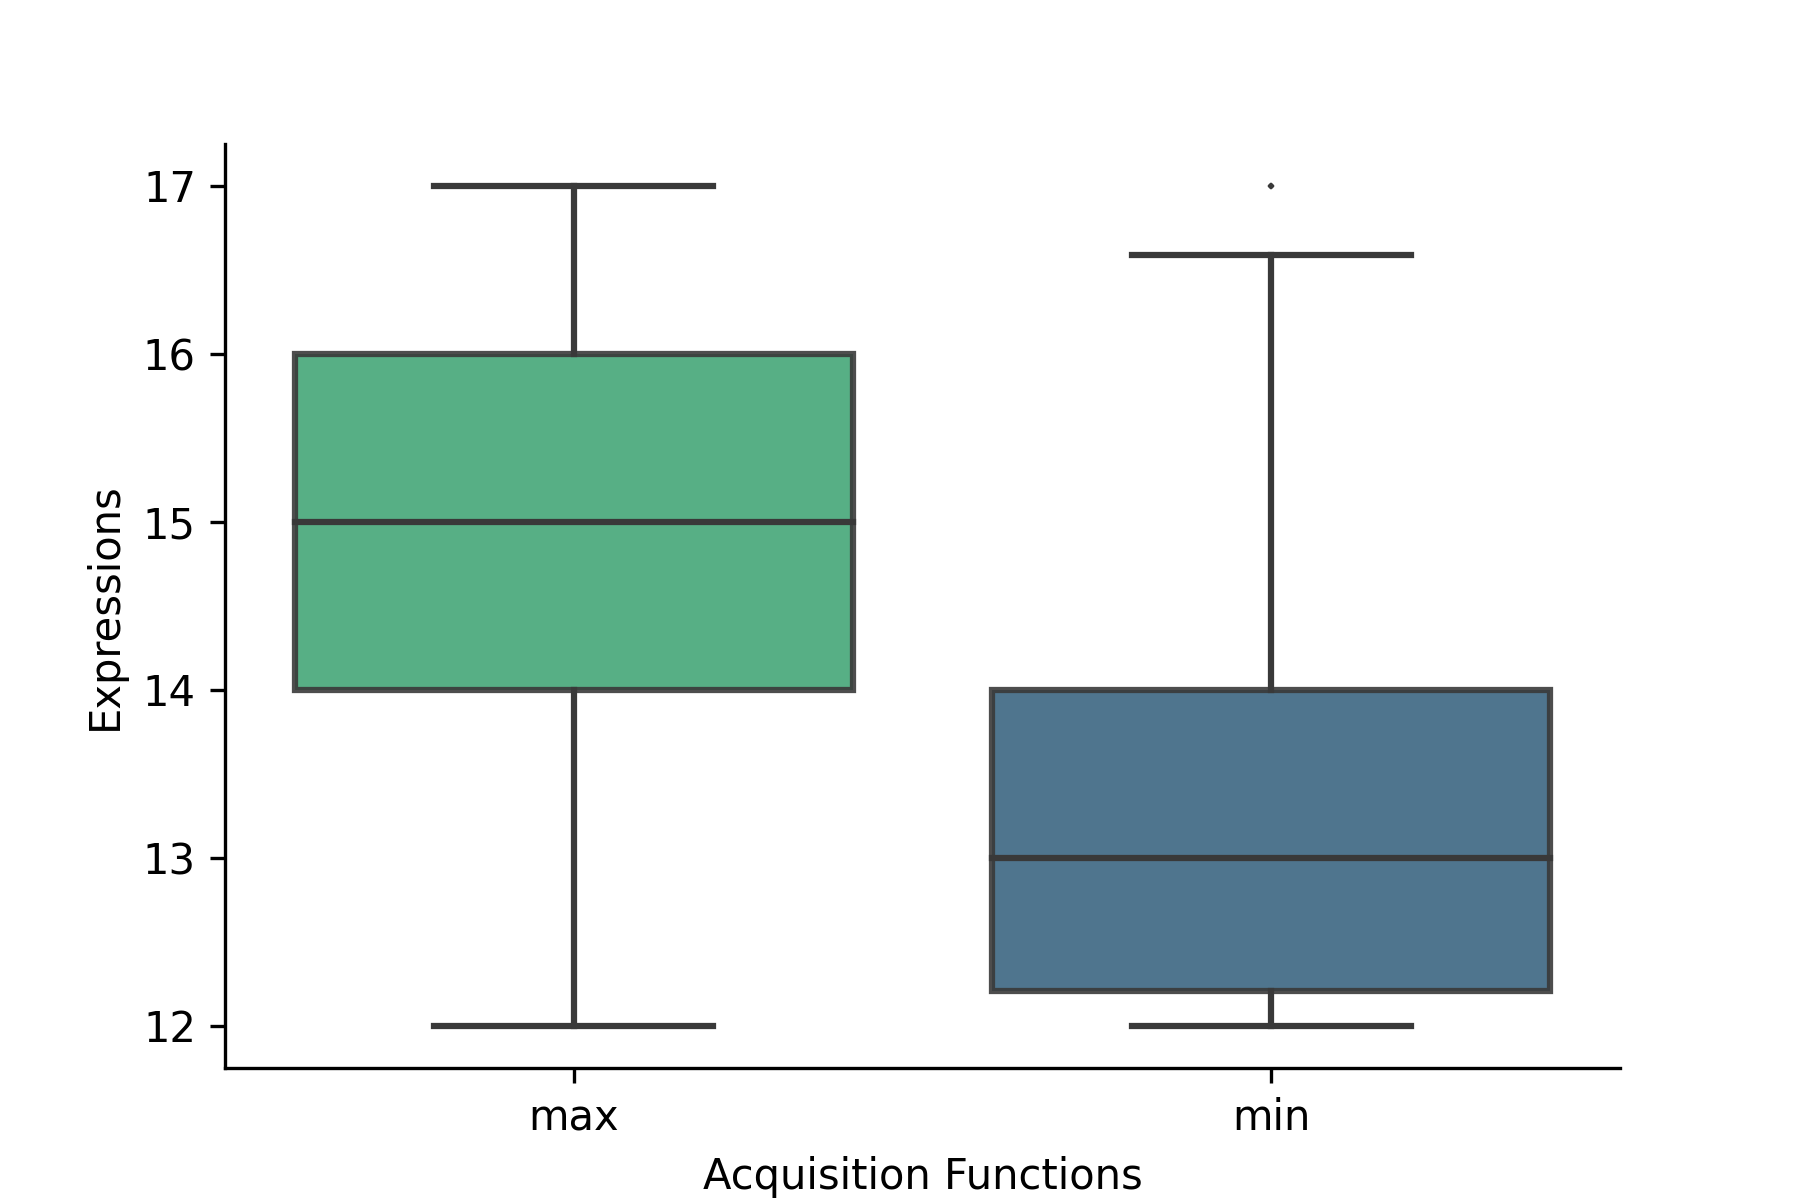 17
16
15
14
13
12
Expressions
max
min
Acquisition Functions